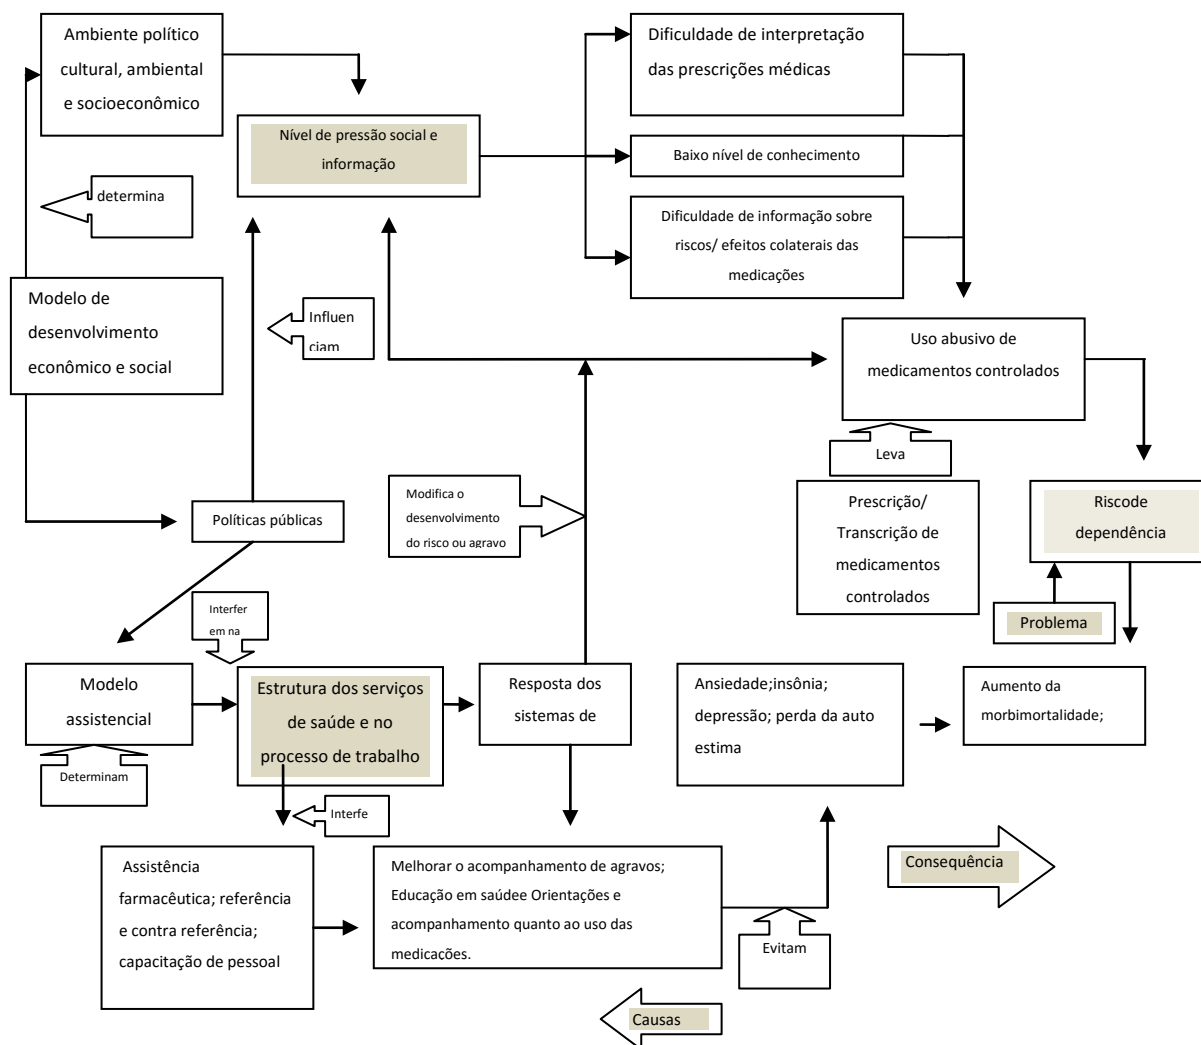 Ambiente político
cultural, ambiental
e socioeconômico
Nível de pressão social e
informação
Dificuldade de interpretação
das prescrições médicas
Baixo nível de conhecimento
Dificuldade de informação sobre
riscos/ efeitos colaterais das
medicações
determina
Modelo de
desenvolvimento
econômico e social
Influen
ciam
Uso abusivo de
medicamentos controlados
Leva
Prescrição/
Transcrição de
medicamentos
controlados
Riscode
dependência
Problema
Políticas públicas
Modifica o
desenvolvimento
do risco ou agravo
Interfer
em na
Modelo
assistencial
Determinam
Estrutura dos serviços
de saúde e no
processo de trabalho
Interfe
Resposta dos
sistemas de
Ansiedade;insônia;
depressão; perda da auto
estima
Aumento da
morbimortalidade;
Assistência
farmacêutica; referência
e contra referência;
capacitação de pessoal
Melhorar o acompanhamento de agravos;
Educação em saúdee Orientações e
acompanhamento quanto ao uso das
medicações.
Evitam
Consequência
Causas